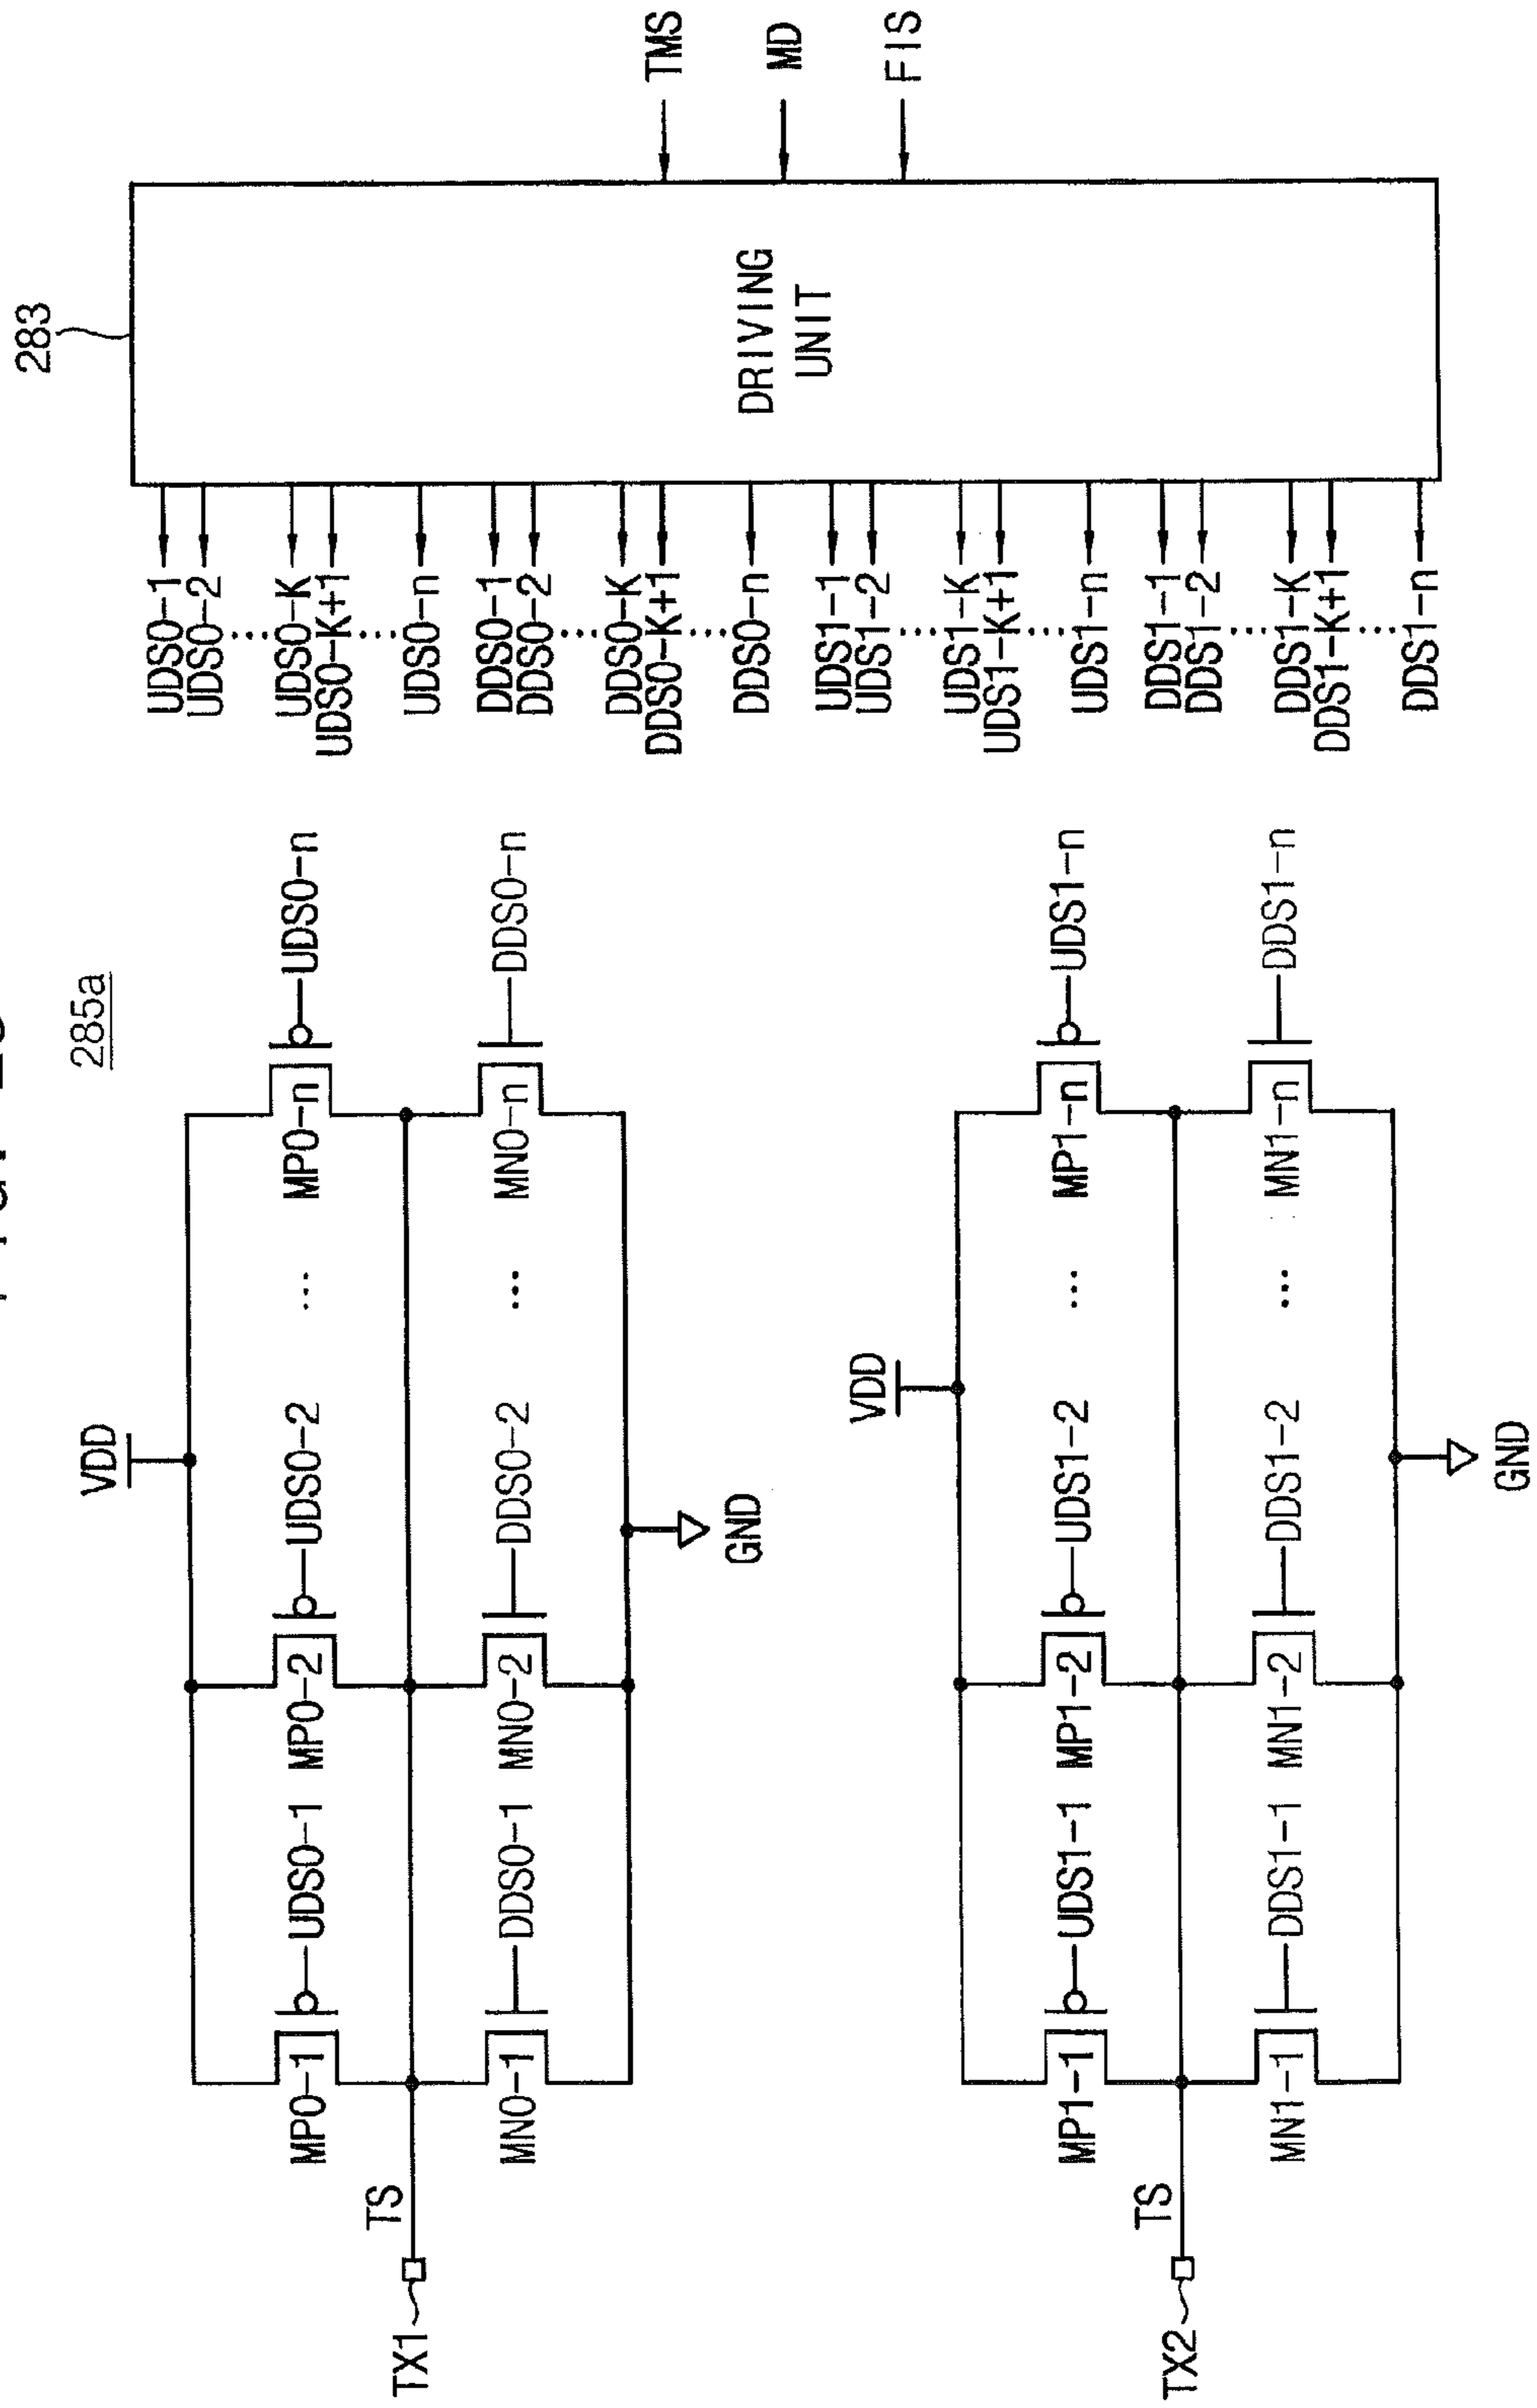 285a
VDD
MP0-1
UDS0-1
MP0-2
UDS0-2
...
MP0-n
UDS0-n
TX1
TS
MN0-1
DDS0-1
MN0-2
DDS0-2
...
MN0-n
DDS0-n
GND
VDD
MP1-1
UDS1-1
MP1-2
UDS1-2
...
MP1-n
UDS1-n
TX2
TS
MN1-1
DDS1-1
MN1-2
DDS1-2
...
MN1-n
DDS1-n
GND
UDS0-1
UDS0-2
UDS0-K
UDS0-K+1
UDS0-n
DDS0-1
DDS0-2
DDS0-K
DDS0-K+1
DDS0-n
UDS1-1
UDS1-2
UDS1-K
UDS1-K+1
UDS1-n
DDS1-1
DDS1-2
DDS1-K
DDS1-K+1
DDS1-n
283
DRIVING
UNIT
TMS
MD
FIS